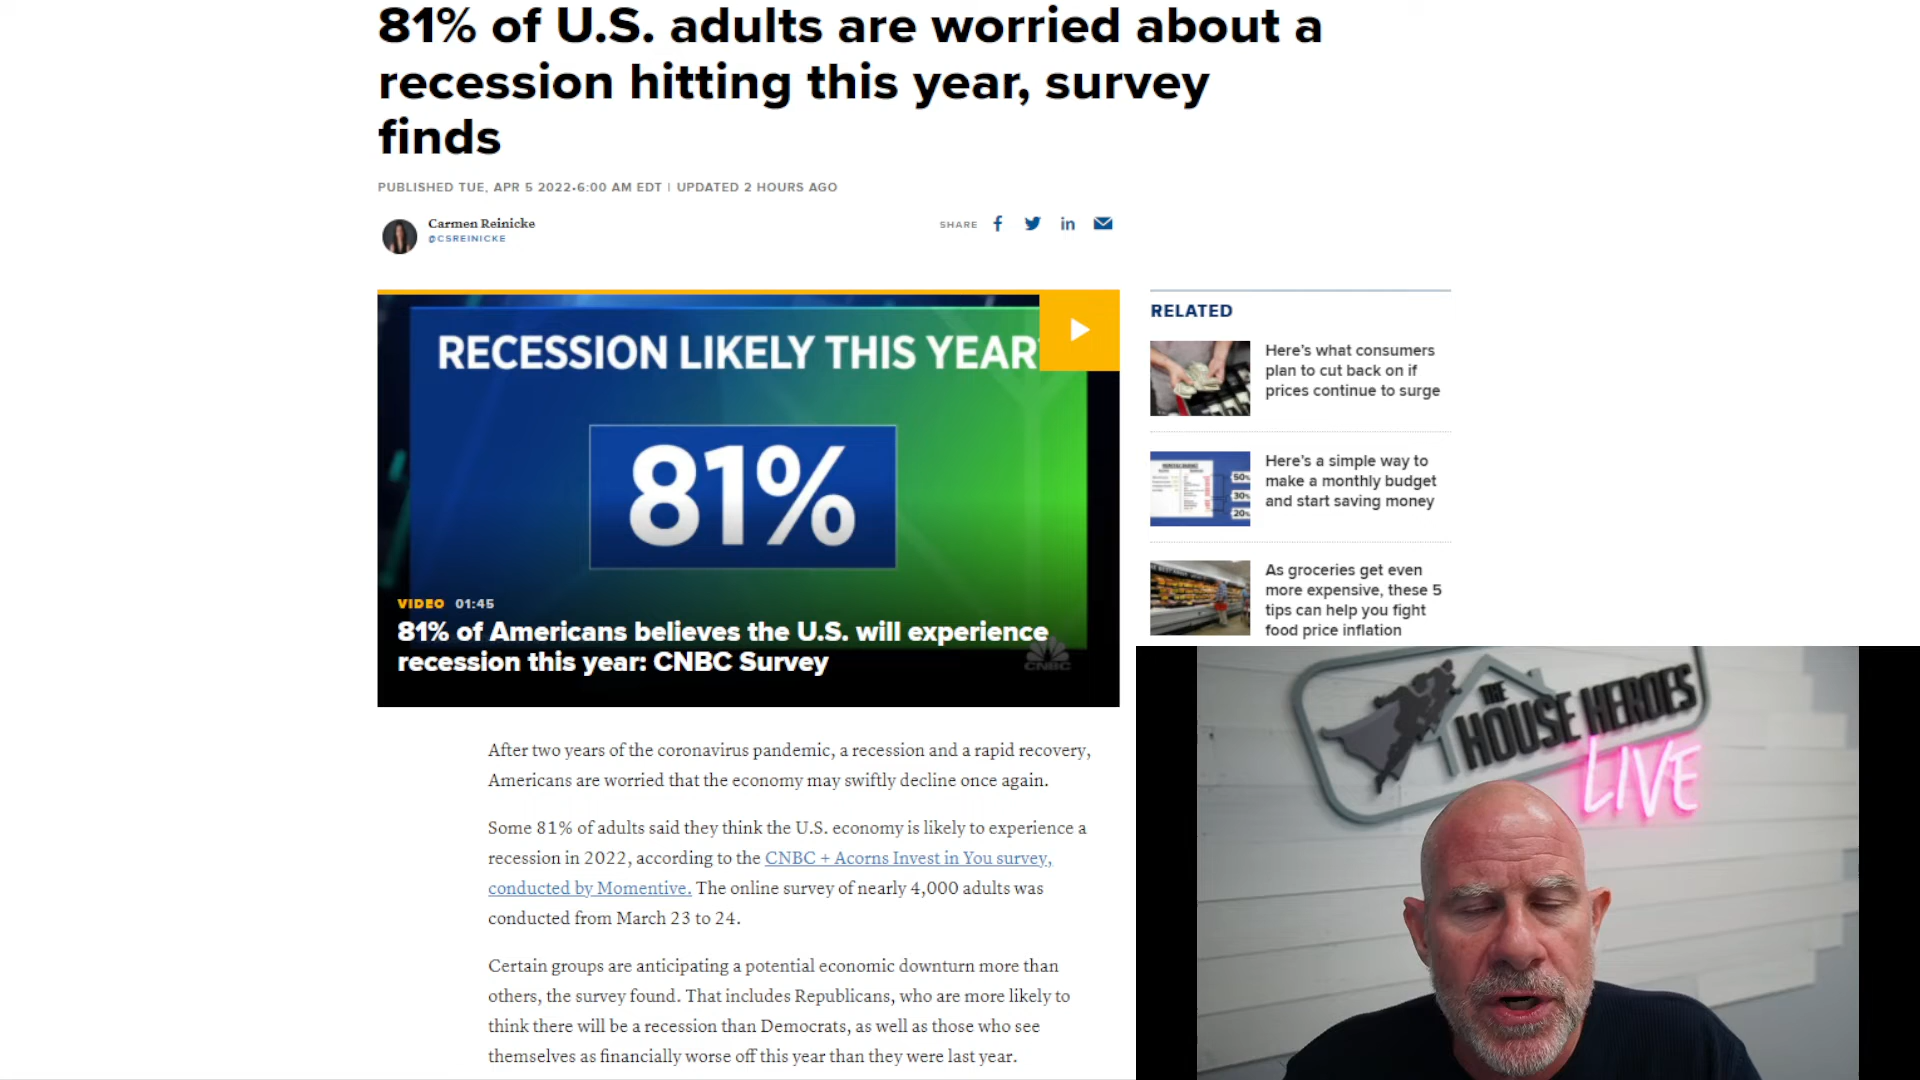 81% of U.S. adults are worried about a
recession hitting this year, survey
finds
PUBLISHED TUE, APR 5 2022•6:00 AM EDT | UPDATED 2 HOURS AGO
Carmen Reinicke
@CSREINICKE
SHARE
RECESSION LIKELY THIS YEAR
81%
VIDEO 01:45
81% of Americans believes the U.S. will experience
recession this year: CNBC Survey
CNBC
RELATED
Here's what consumers
plan to cut back on if
prices continue to surge
50%
30%
20%
Here's a simple way to
make a monthly budget
and start saving money
As groceries get even
more expensive, these 5
tips can help you fight
food price inflation
After two years of the coronavirus pandemic, a recession and a rapid recovery,
Americans are worried that the economy may swiftly decline once again.
Some 81% of adults said they think the U.S. economy is likely to experience a
recession in 2022, according to the CNBC + Acorns Invest in You survey,
conducted by Momentive. The online survey of nearly 4,000 adults was
conducted from March 23 to 24.
Certain groups are anticipating a potential economic downturn more than
others, the survey found. That includes Republicans, who are more likely to
think there will be a recession than Democrats, as well as those who see
themselves as financially worse off this year than they were last year.
THE
HOUSE HEROES
LIVE